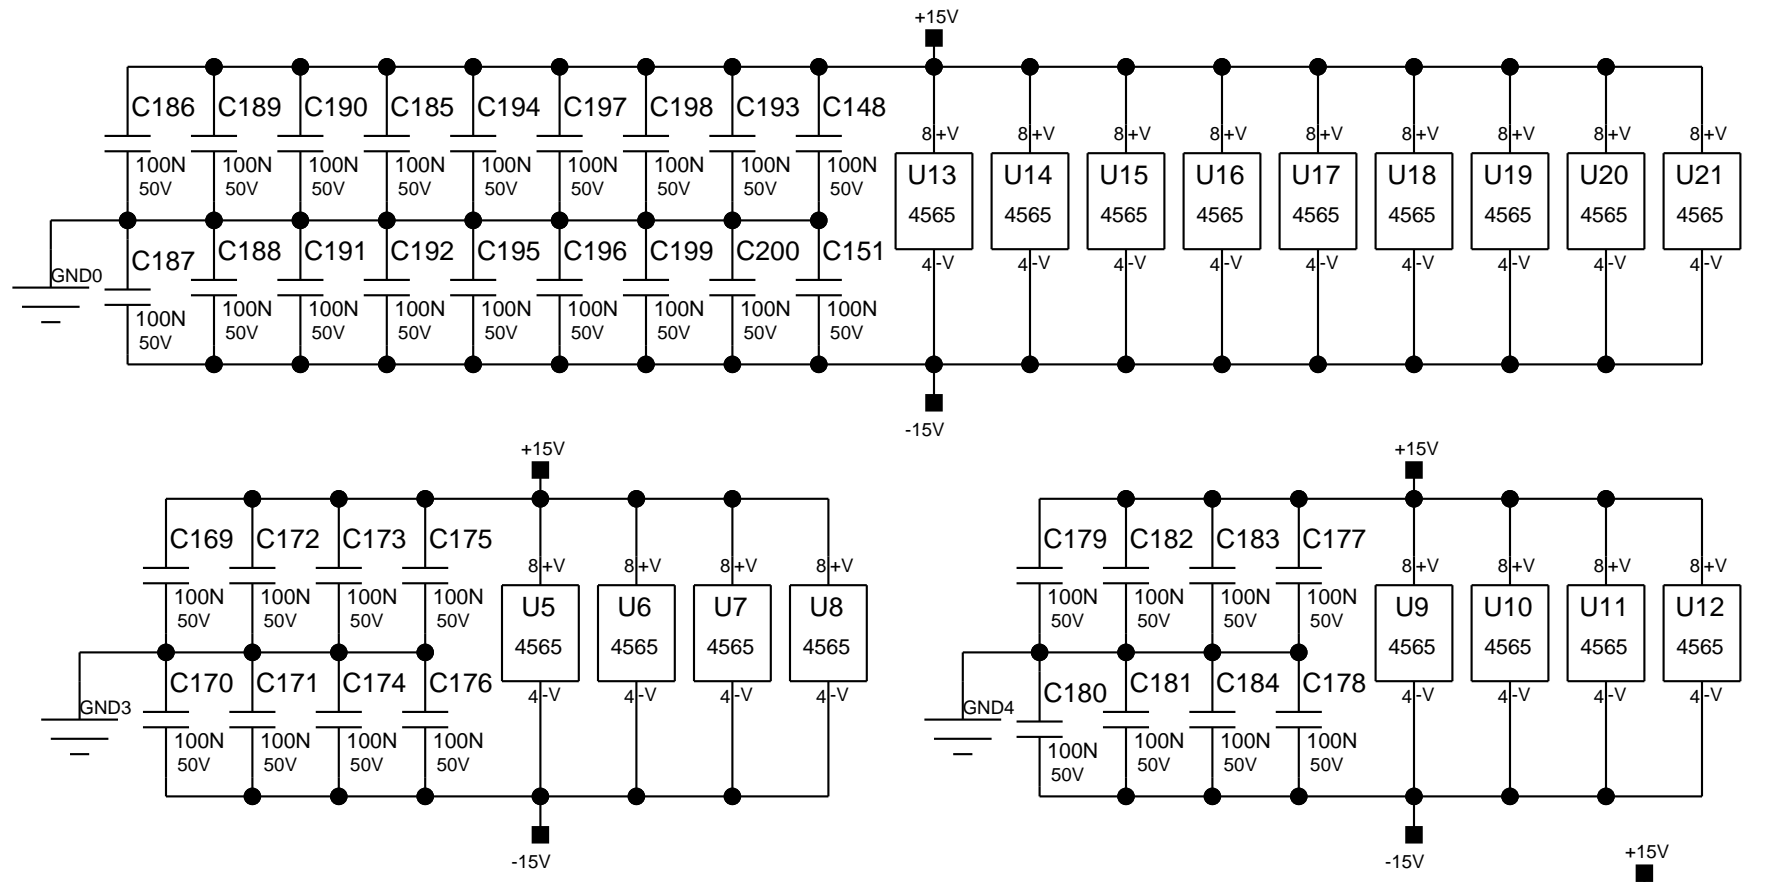 +15V
C186 C189 C190 C185 C194 C197 C198 C193 C148
8 +V 8 +V 8 +V 8 +V 8 +V 8 +V 8 +V 8 +V 8 +V
100N 100N 100N 100N 100N 100N 100N 100N 100N
U13 U14 U15 U16 U17 U18 U19 U20 U21
50V 50V 50V 50V 50V 50V 50V 50V 50V
4565 4565 4565 4565 4565 4565 4565 4565 4565
C187 C188 C191 C192 C195 C196 C199 C200 C151
4 -V 4 -V 4 -V 4 -V 4 -V 4 -V 4 -V 4 -V 4 -V
GND0
100N 100N 100N 100N 100N 100N 100N 100N 100N
50V 50V 50V 50V 50V 50V 50V 50V 50V
-15V
+15V +15V
C169 C172 C173 C175 C179 C182 C183 C177
8 +V 8 +V 8 +V 8 +V 8 +V 8 +V 8 +V 8 +V
100N 100N 100N 100N U5 U6 U7 U8 100N 100N 100N 100N U9 U10 U11 U12
50V 50V 50V 50V 50V 50V 50V 50V
4565 4565 4565 4565 4565 4565 4565 4565
C170 C171 C174 C176 C180 C181 C184 C178
4 -V 4 -V 4 -V 4 -V 4 -V 4 -V 4 -V 4 -V
GND3 GND4
100N 100N 100N 100N 100N 100N 100N 100N
50V 50V 50V 50V 50V 50V 50V 50V
-15V -15V
+15V